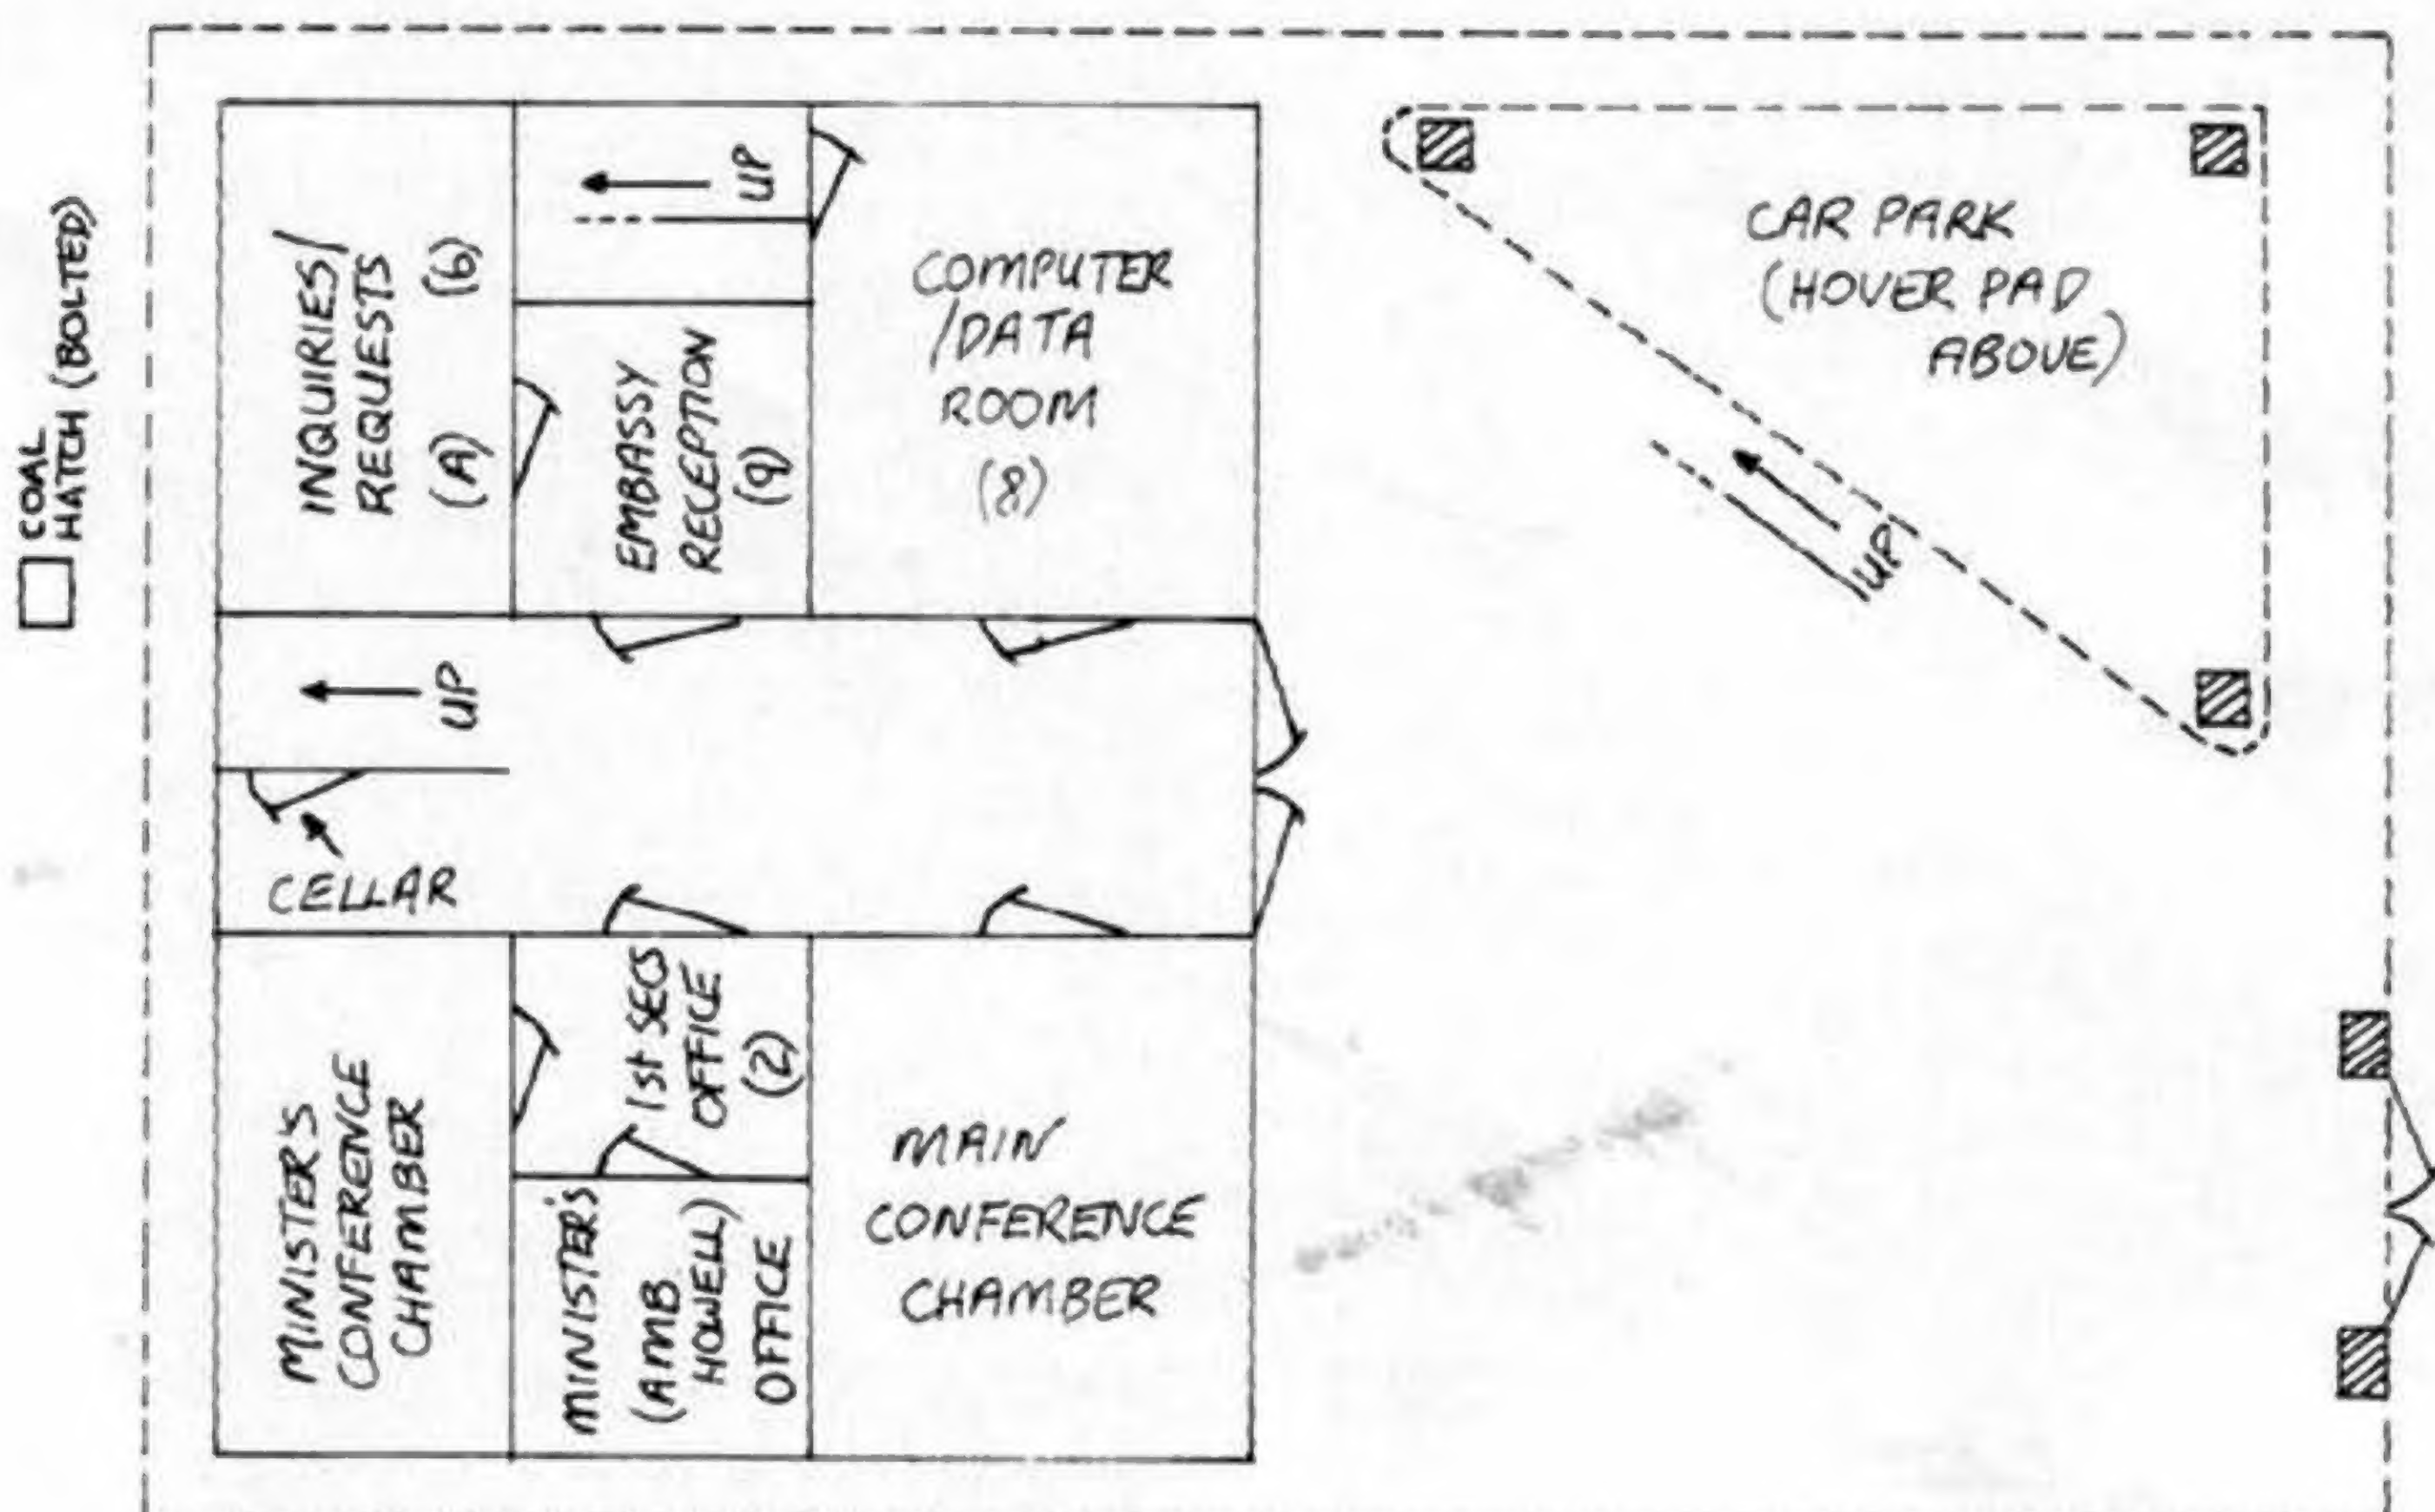 COAL
HATCH (BOLTED)
INQUIRIES/
REQUESTS
(A) (6)
UP
EMBASSY
RECEPTION
(9)
COMPUTER
/DATA
ROOM
(8)
CAR PARK
(HOVER PAD
ABOVE)
UP
UP
CELLAR
MINISTER'S
CONFERENCE
CHAMBER
1st SECS
OFFICE
(2)
MINISTER'S
(AMB
HOWELL)
OFFICE
MAIN
CONFERENCE
CHAMBER